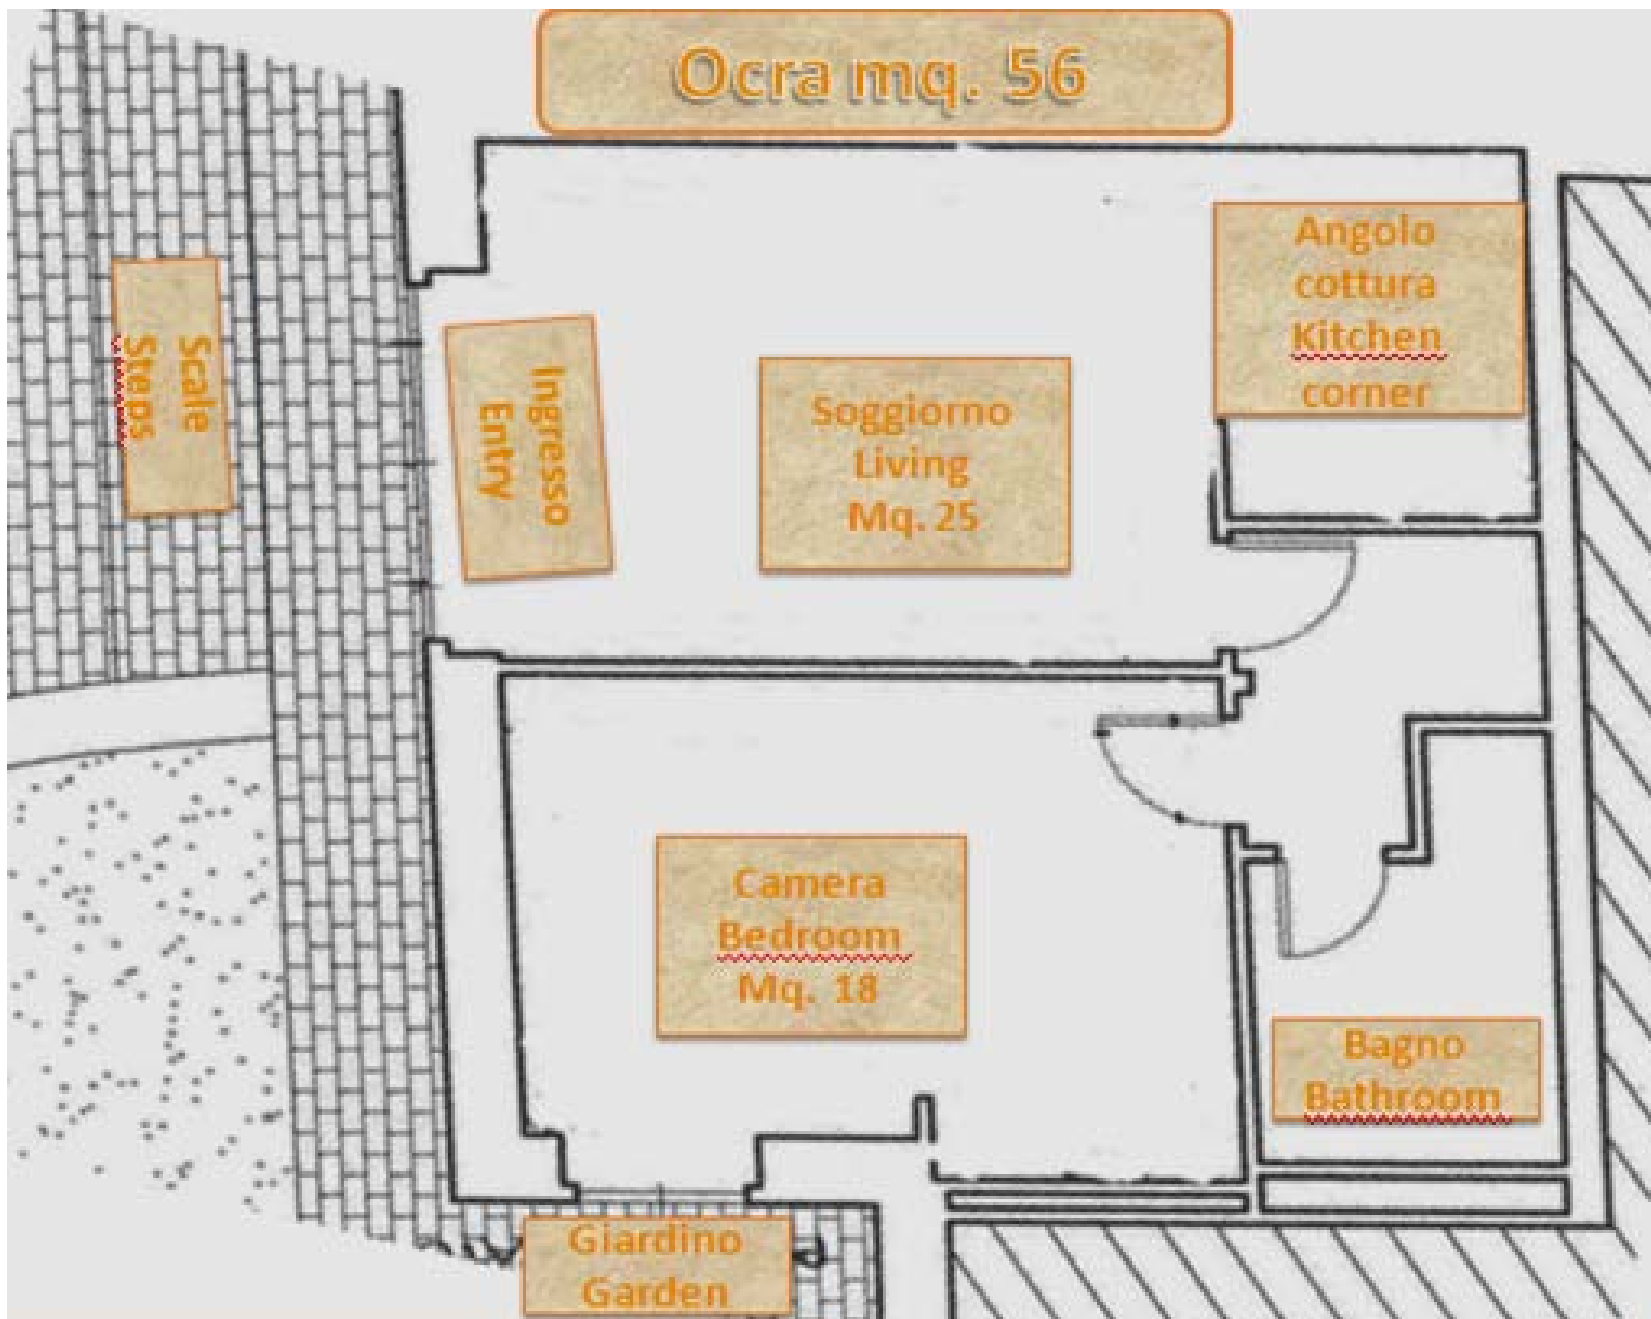 Ocra mq. 56
Angolo
cottura
Kitchen
corner
Scale
Steps
Ingresso
Entry
Soggiorno
Living
Mq. 25
Camera
Bedroom
Mq. 18
Bagno
Bathroom
Giardino
Garden